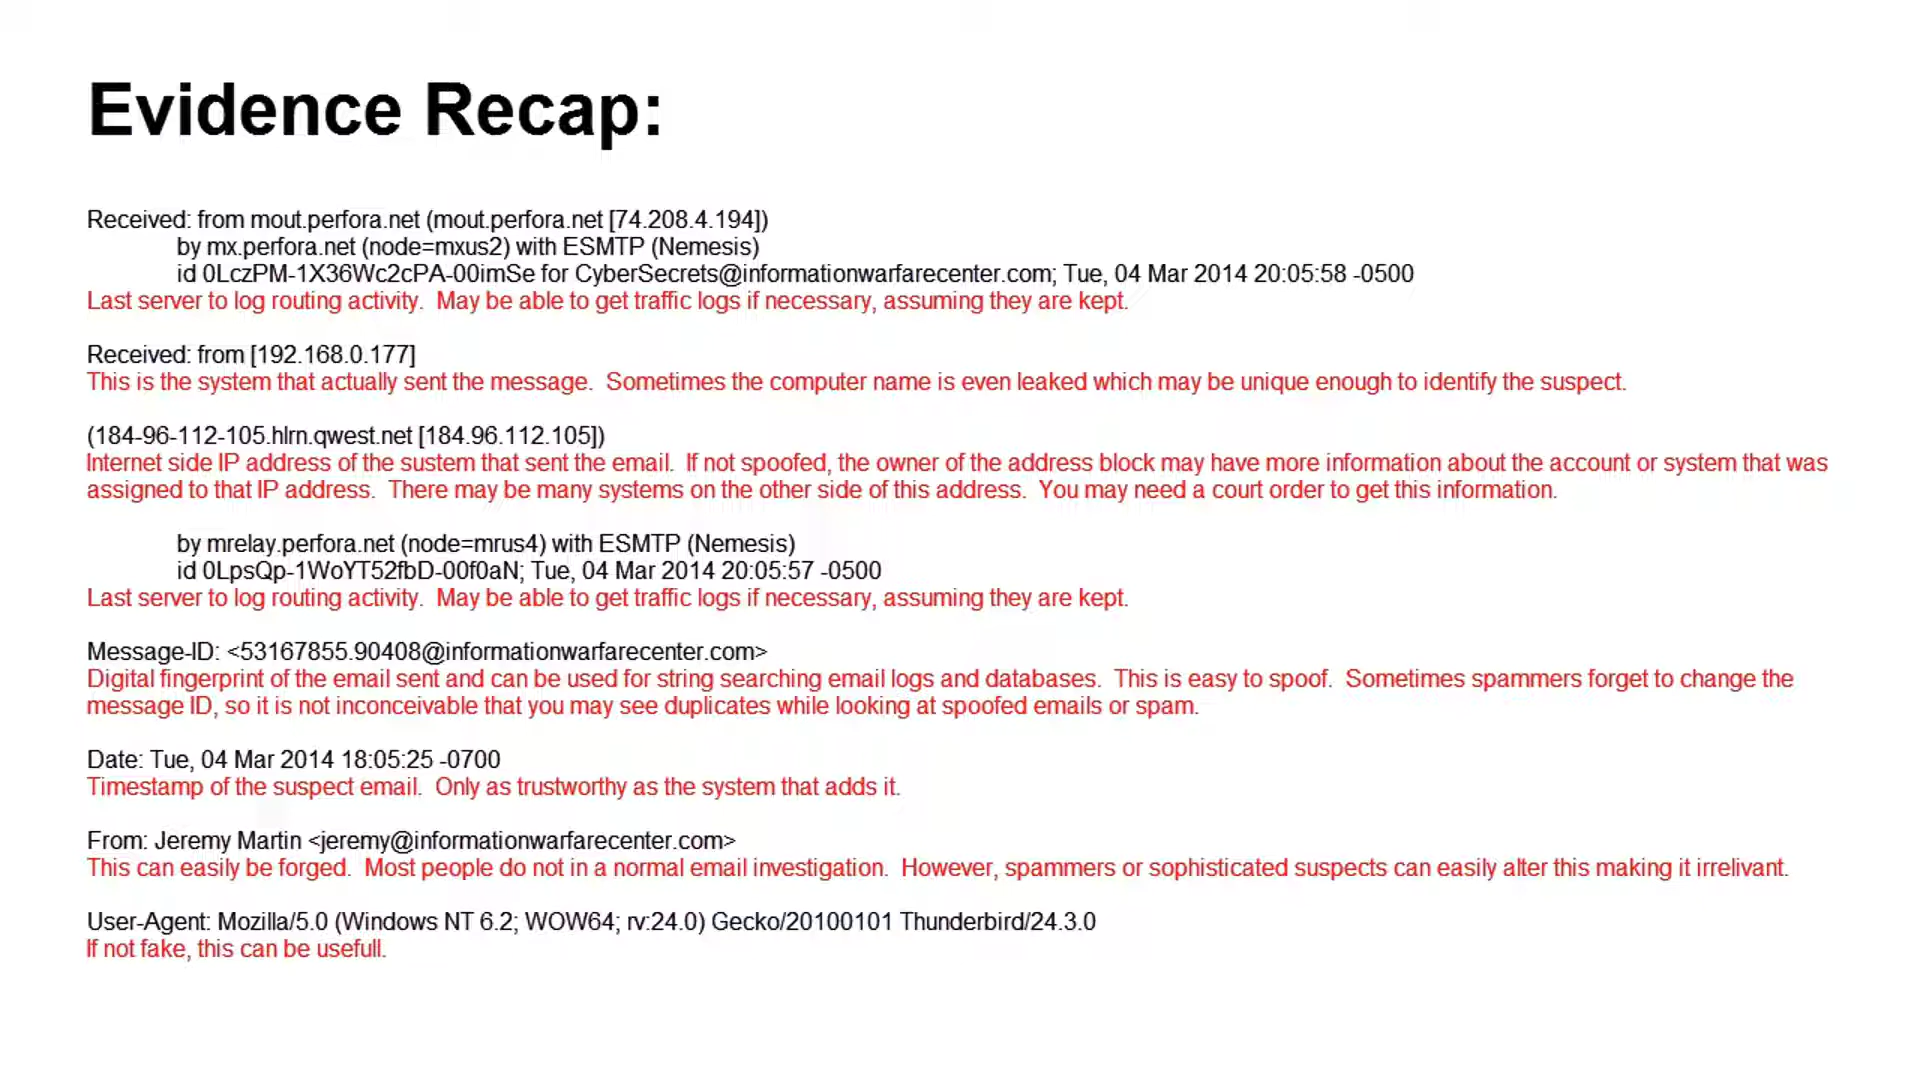 Evidence Recap:
Received: from mout.perfora.net (mout.perfora.net [74.208.4.194])
by mx.perfora.net (node=mxus2) with ESMTP (Nemesis)
id 0LczPM-1X36Wc2cPA-00imSe for CyberSecrets@informationwarfarecenter.com; Tue, 04 Mar 2014 20:05:58 -0500
Last server to log routing activity.  May be able to get traffic logs if necessary, assuming they are kept.
Received: from [192.168.0.177]
This is the system that actually sent the message.  Sometimes the computer name is even leaked which may be unique enough to identify the suspect.
(184-96-112-105.hlrn.qwest.net [184.96.112.105])
Internet side IP address of the sustem that sent the email.  If not spoofed, the owner of the address block may have more information about the account or system that was
assigned to that IP address.  There may be many systems on the other side of this address.  You may need a court order to get this information.
by mrelay.perfora.net (node=mrus4) with ESMTP (Nemesis)
id 0LpsQp-1WoYT52fbD-00f0aN; Tue, 04 Mar 2014 20:05:57 -0500
Last server to log routing activity.  May be able to get traffic logs if necessary, assuming they are kept.
Message-ID: <53167855.90408@informationwarfarecenter.com>
Digital fingerprint of the email sent and can be used for string searching email logs and databases.  This is easy to spoof.  Sometimes spammers forget to change the
message ID, so it is not inconceivable that you may see duplicates while looking at spoofed emails or spam.
Date: Tue, 04 Mar 2014 18:05:25 -0700
Timestamp of the suspect email.  Only as trustworthy as the system that adds it.
From: Jeremy Martin <jeremy@informationwarfarecenter.com>
This can easily be forged.  Most people do not in a normal email investigation.  However, spammers or sophisticated suspects can easily alter this making it irrelivant.
User-Agent: Mozilla/5.0 (Windows NT 6.2; WOW64; rv:24.0) Gecko/20100101 Thunderbird/24.3.0
If not fake, this can be usefull.